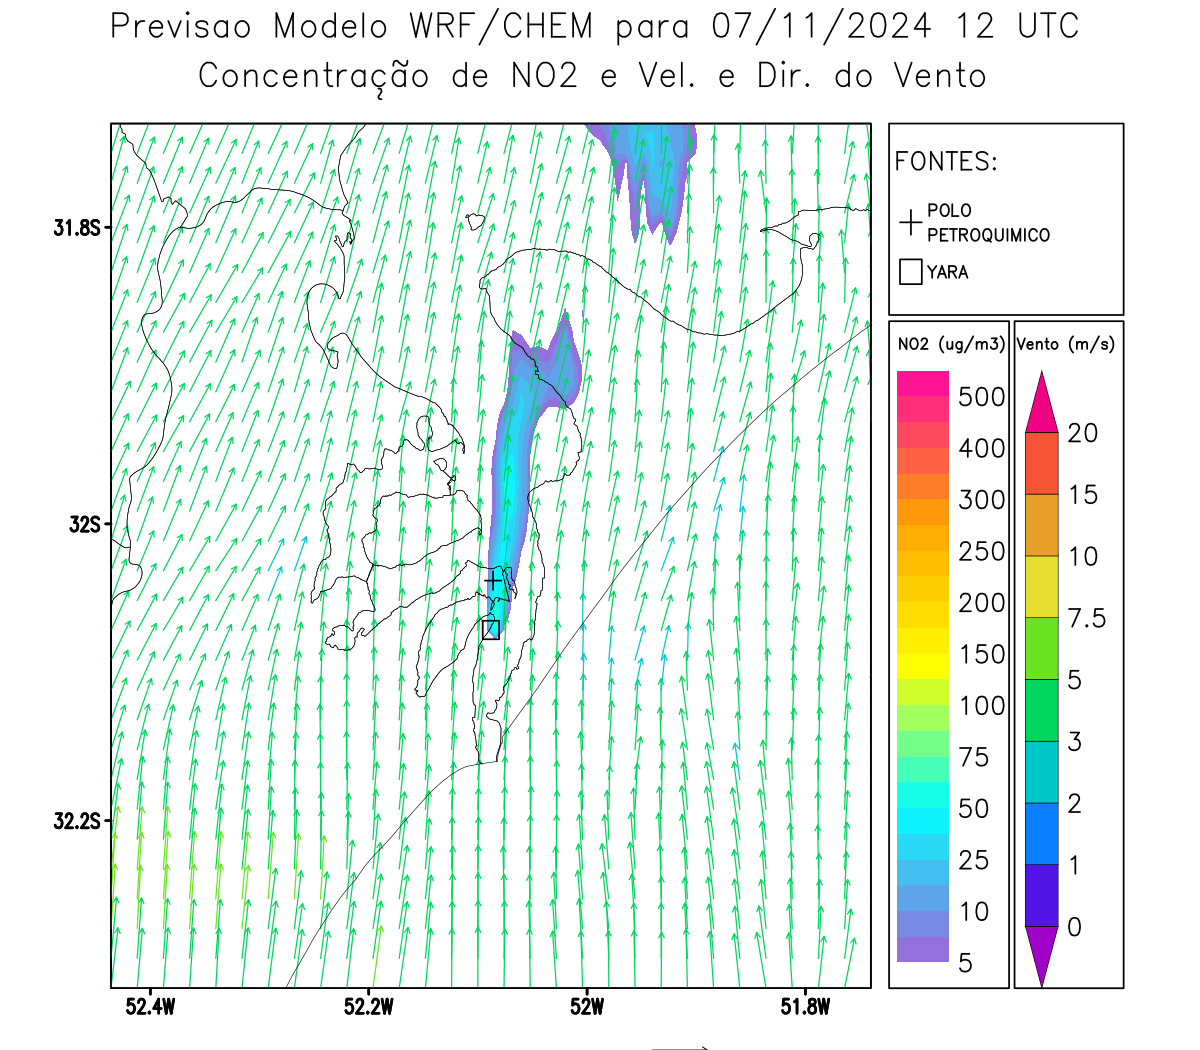 Previsao Modelo WRF/CHEM para 07/11/2024 12 UTC
Concentração de NO2 e Vel. e Dir. do Vento
FONTES:
POLO
PETROQUIMICO
YARA
31.8S
32S
32.2S
52.4W
52.2W
52W
51.8W
NO2 (ug/m3)
500
400
300
250
200
150
100
75
50
25
10
5
Vento (m/s)
20
15
10
7.5
5
3
2
1
0